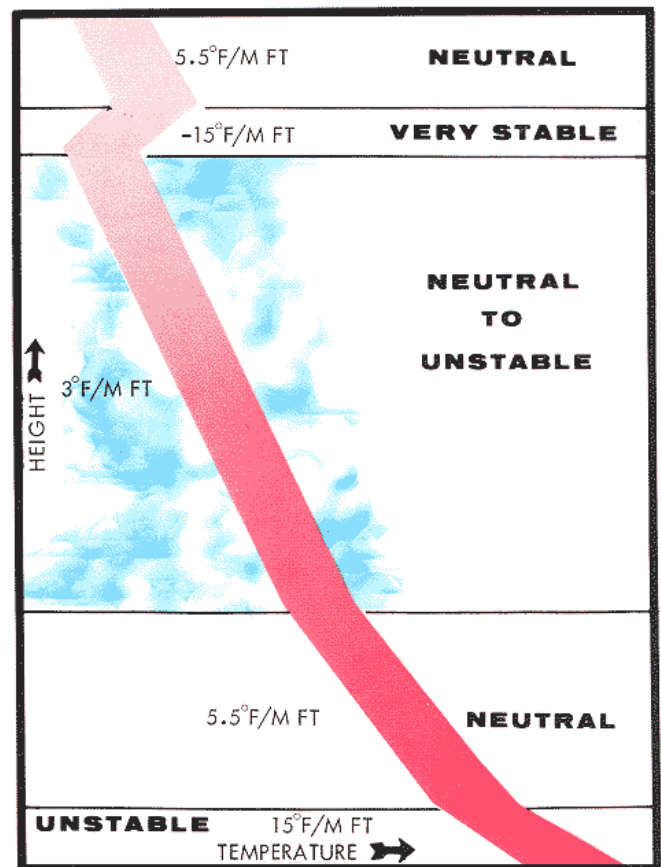 5.5°F/M FT NEUTRAL
-15°F/M FT VERY STABLE
NEUTRAL
TO
UNSTABLE
3°F/M FT
HEIGHT
5.5°F/M FT NEUTRAL
UNSTABLE 15°F/M FT
TEMPERATURE